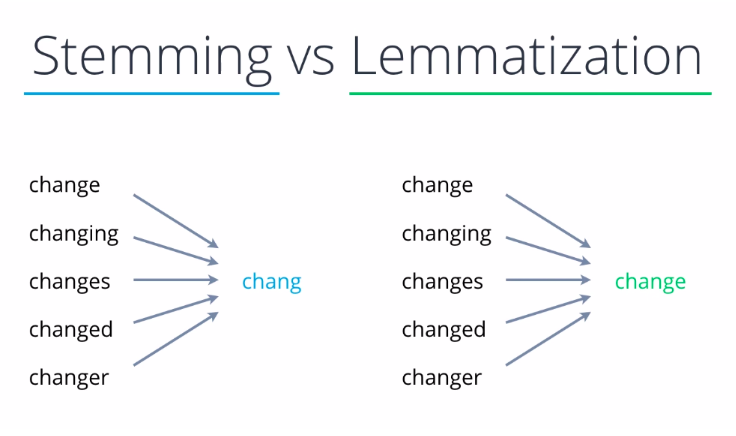 Stemming vs Lemmatization
change
changing
changes
changed
changer
chang
change
changing
changes
changed
changer
change